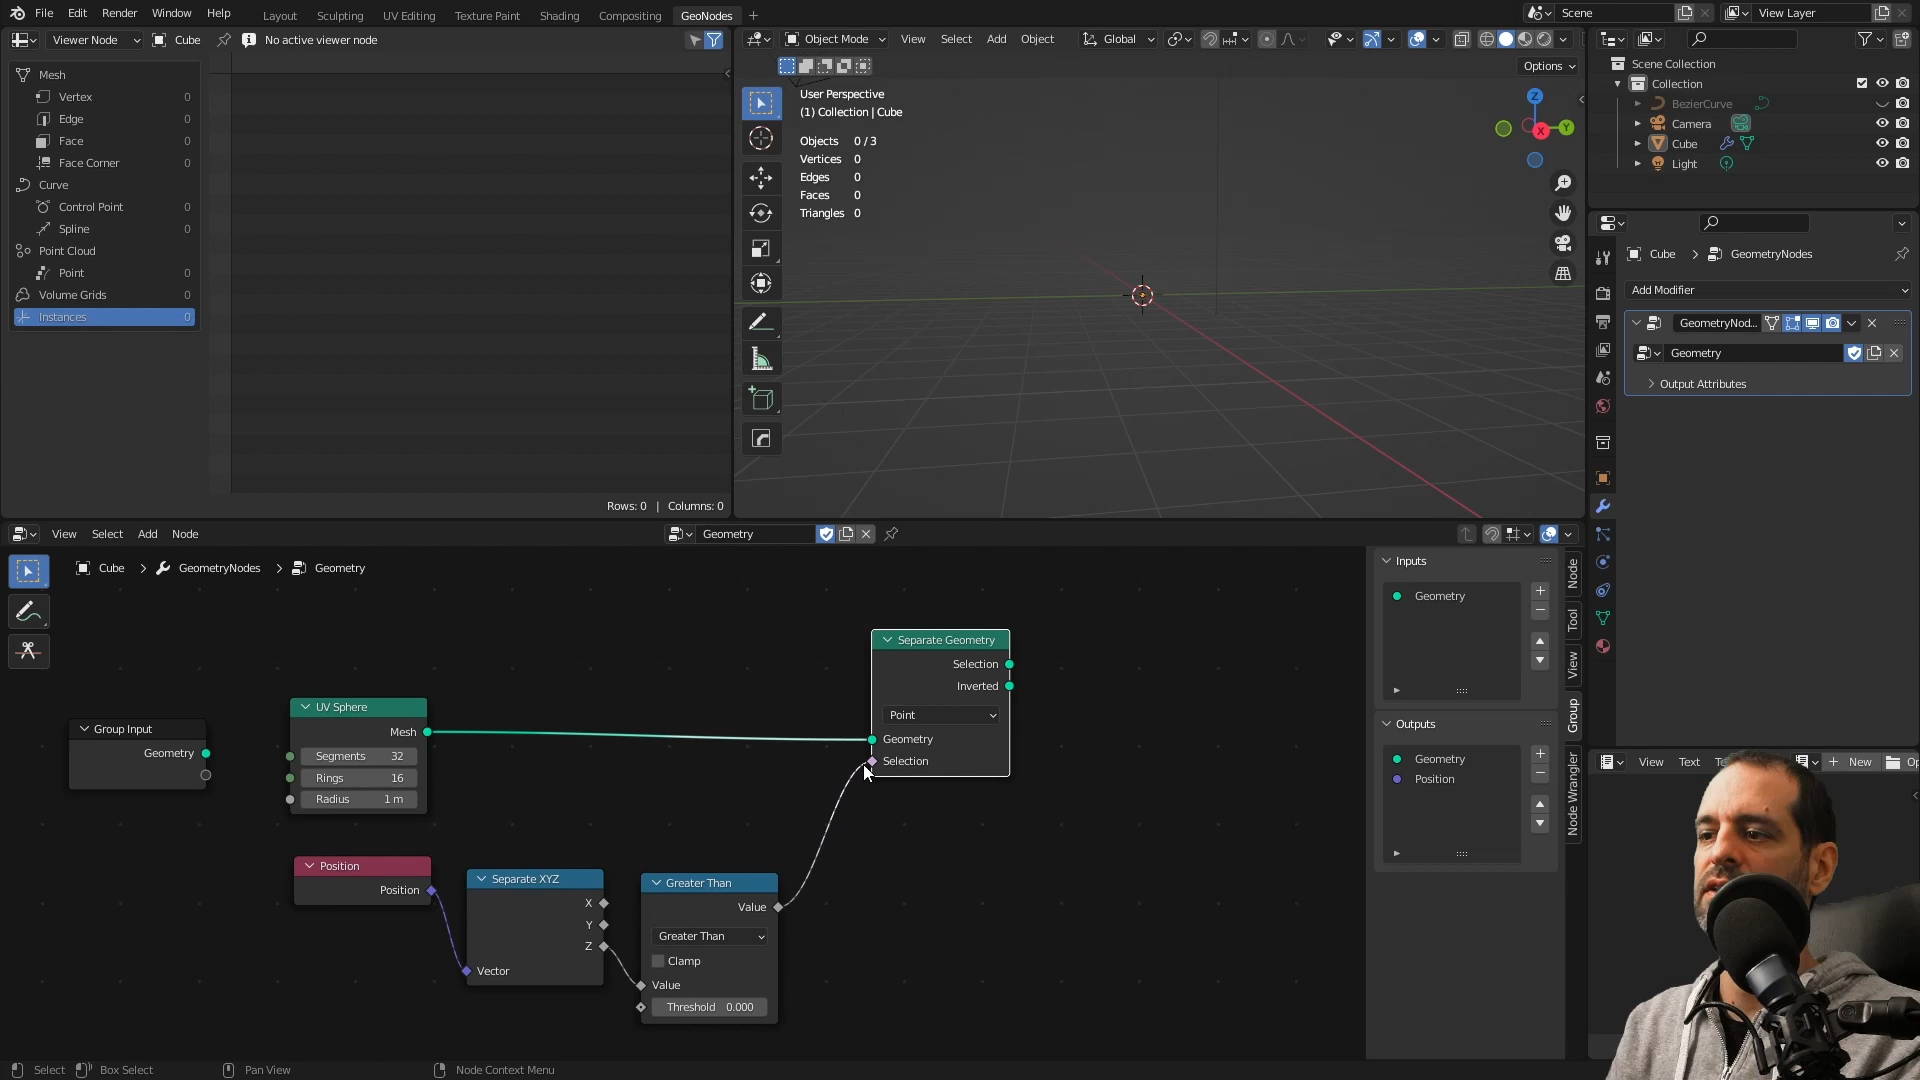 File Edit Render Window Help Layout Sculpting UV Editing Texture Paint Shading Compositing GeoNodes + Scene View Layer
Viewer Node Cube No active viewer node
Mesh
Vertex 0
Edge 0
Face 0
Face Corner 0
Curve
Control Point 0
Spline 0
Point Cloud
Point 0
Volume Grids 0
Instances 0
Rows: 0 | Columns: 0
Object Mode View Select Add Object Global
Options
User Perspective
(1) Collection | Cube
Objects 0 / 3
Vertices 0
Edges 0
Faces 0
Triangles 0
Z
X
Y
Scene Collection
Collection
BezierCurve
Camera
Cube
Light
Cube > GeometryNodes
Add Modifier
GeometryNod...
Geometry
Output Attributes
View Select Add Node Geometry
Cube > GeometryNodes > Geometry
Group Input
Geometry
UV Sphere
Mesh
Segments 32
Rings 16
Radius 1 m
Position
Position
Separate XYZ
X
Y
Z
Vector
Greater Than
Value
Greater Than
Clamp
Value
Threshold 0.000
Separate Geometry
Selection
Inverted
Point
Geometry
Selection
Inputs
Geometry
Outputs
Geometry
Position
Node
Tool
View
Group
Node Wrangler
View Text New
Select Box Select Pan View Node Context Menu